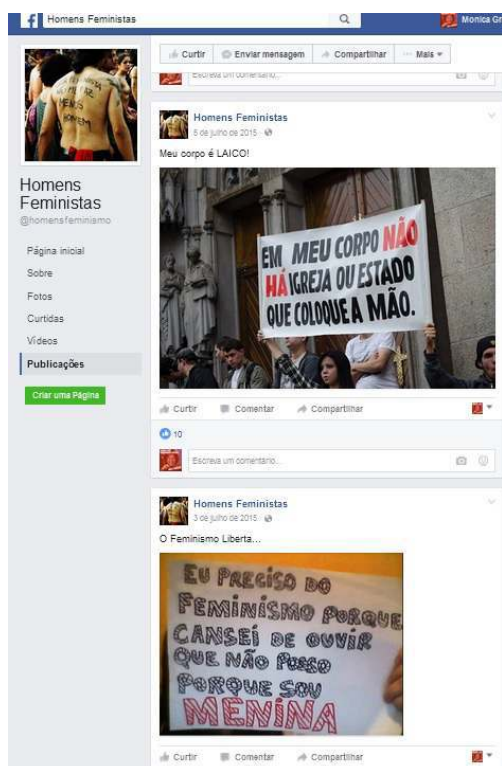 f Homens Feministas Monica Gr
Curtir Enviar mensagem Compartilhar Mais
Escreva um comentário...
MENOS
HOMEM
Homens
Feministas
@homensfeminismo
Página inicial
Sobre
Fotos
Curtidas
Vídeos
Publicações
Criar uma Página
Homens Feministas
5 de julho de 2015
Meu corpo é LAICO!
EM MEU CORPO NÃO
HÁ IGREJA OU ESTADO
QUE COLOQUE A MÃO.
Curtir Comentar Compartilhar
10
Escreva um comentário...
Homens Feministas
3 de julho de 2015
O Feminismo Liberta...
EU PRECISO DO
FEMINISMO PORQUE
CANSEI DE OUVIR
QUE NÃO POSSO
PORQUE SOU
MENINA
Curtir Comentar Compartilhar